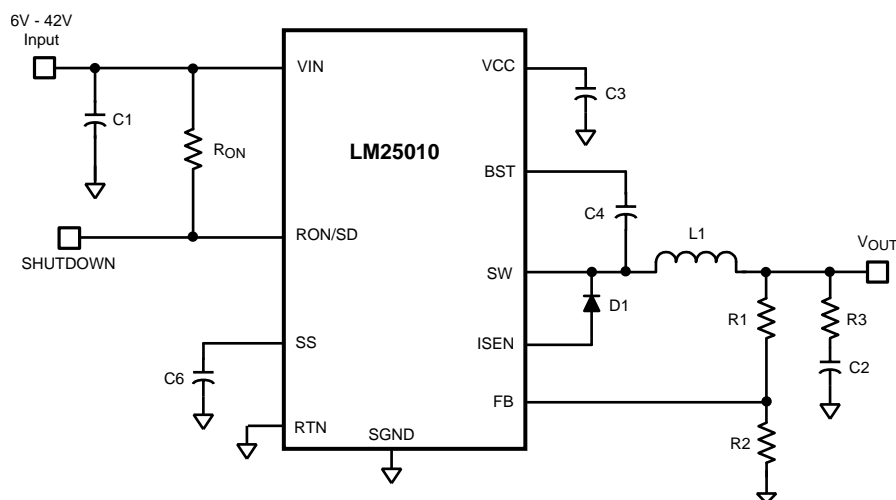 6V - 42V
Input
VIN
VCC
C3
C1
RON
LM25010
BST
C4
L1
VOUT
SHUTDOWN
RON/SD
SW
D1
R1
R3
ISEN
C2
SS
C6
FB
RTN
SGND
R2